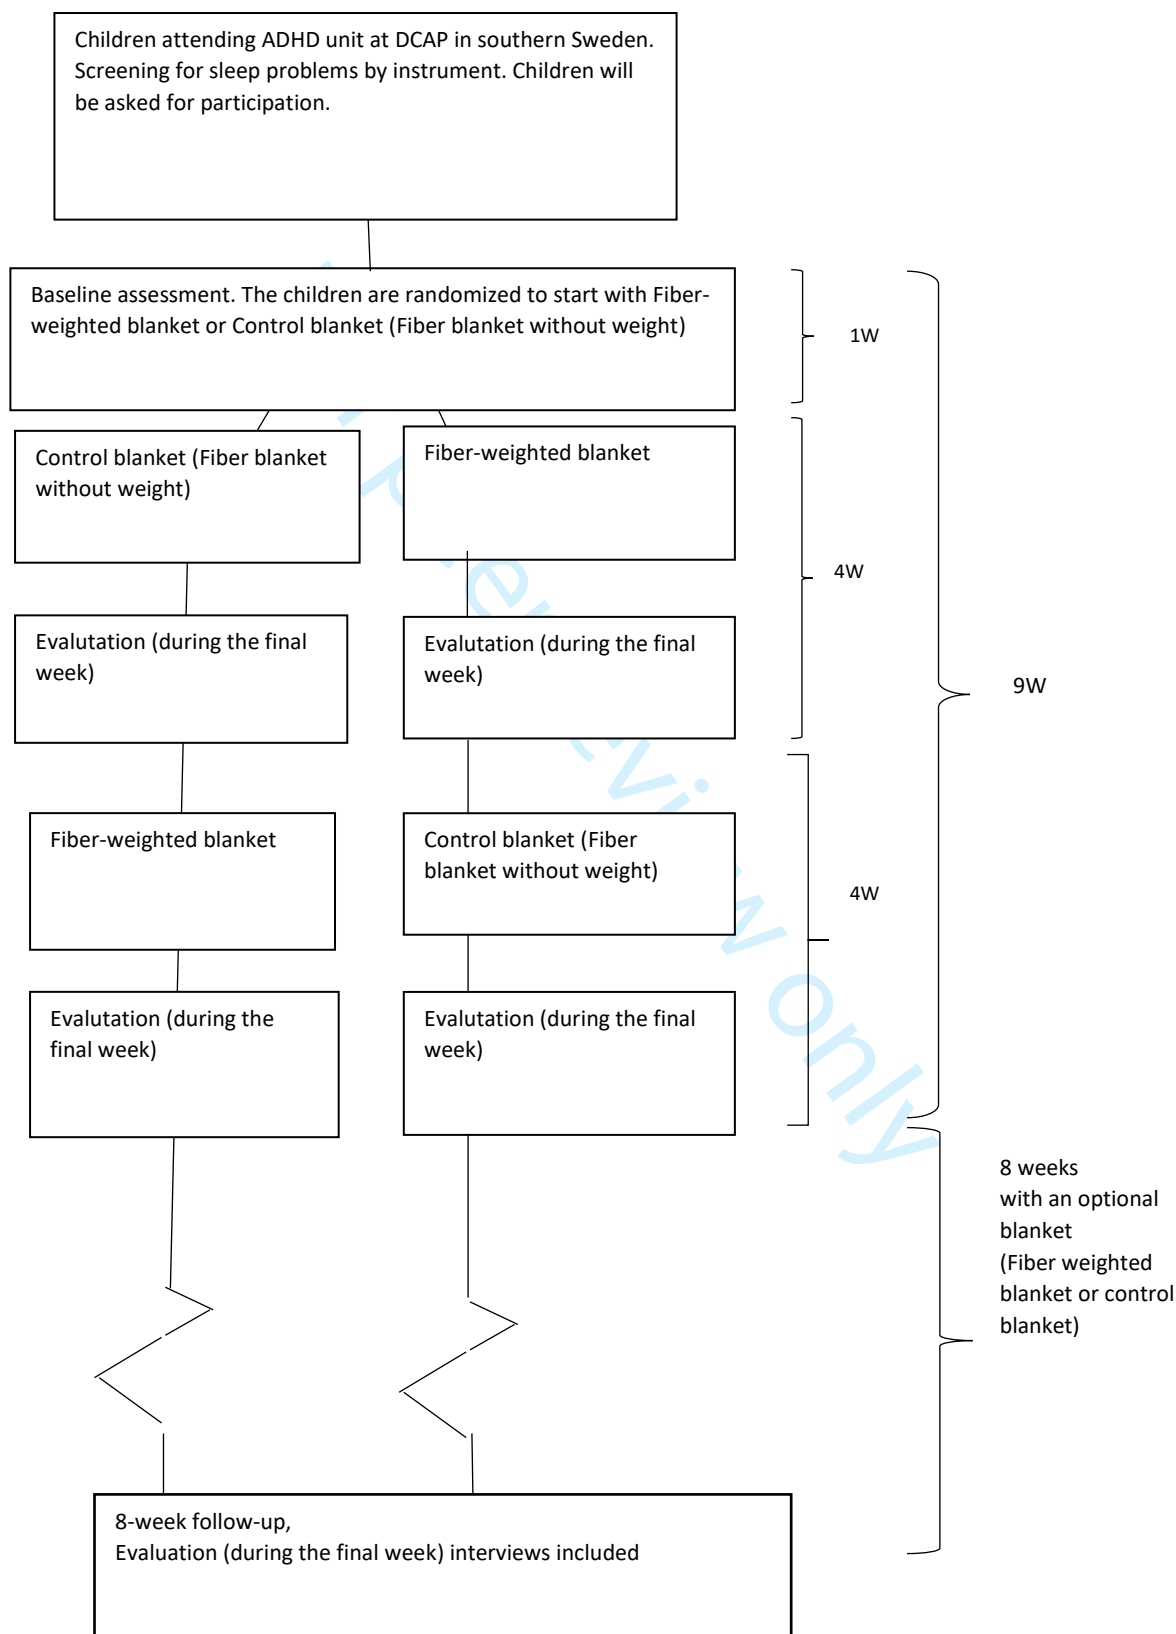 Children attending ADHD unit at DCAP in southern Sweden.
Screening for sleep problems by instrument. Children will
be asked for participation.
Baseline assessment. The children are randomized to start with Fiber-
weighted blanket or Control blanket (Fiber blanket without weight)
1W
Control blanket (Fiber blanket
without weight)
Fiber-weighted blanket
4W
Evalutation (during the final
week)
Evalutation (during the final
week)
9W
Fiber-weighted blanket
Control blanket (Fiber
blanket without weight)
4W
Evalutation (during the
final week)
Evalutation (during the final
week)
8 weeks
with an optional
blanket
(Fiber weighted
blanket or control
blanket)
8-week follow-up,
Evaluation (during the final week) interviews included
review only